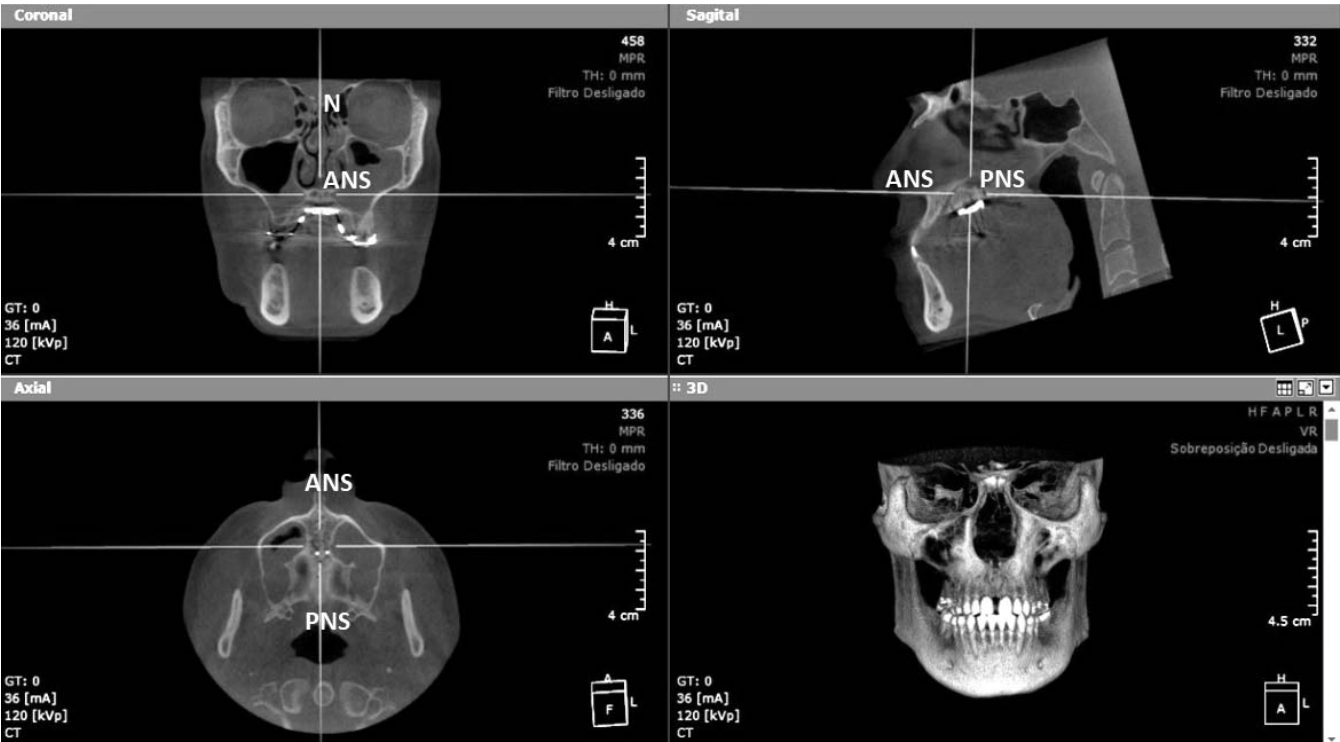 Coronal
458
MPR
TH: 0 mm
Filtro Desligado
N
ANS
4 cm
GT: 0
36 [mA]
120 [kVp]
CT
H
A
L
Sagital
332
MPR
TH: 0 mm
Filtro Desligado
ANS PNS
4 cm
GT: 0
36 [mA]
120 [kVp]
CT
H
L
P
Axial
336
MPR
TH: 0 mm
Filtro Desligado
ANS
PNS
4 cm
GT: 0
36 [mA]
120 [kVp]
CT
A
F
L
3D
H F A P L R
VR
Sobreposição Desligada
4.5 cm
GT: 0
36 [mA]
120 [kVp]
CT
H
A
L